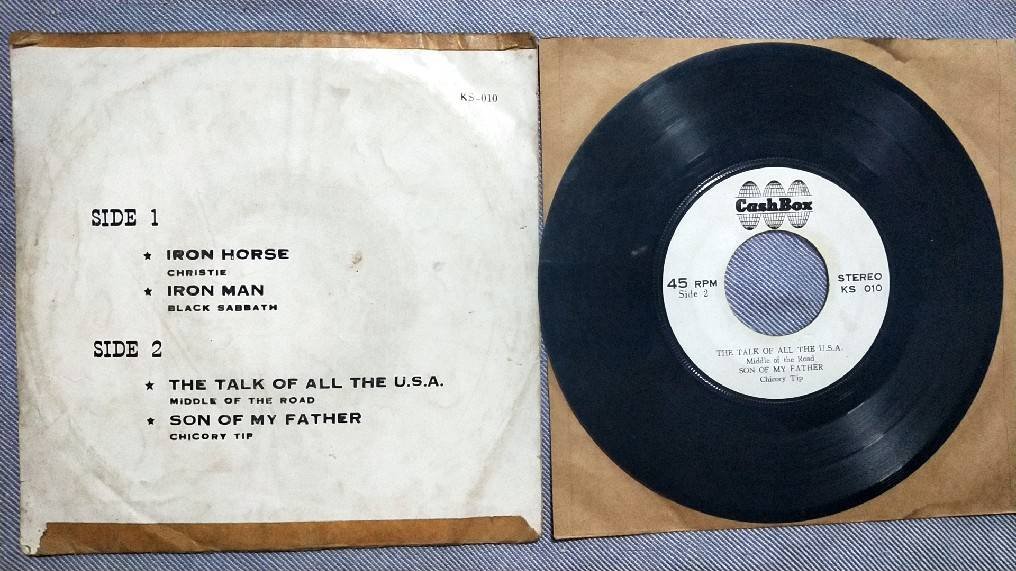 KS-010
SIDE 1
★ IRON HORSE
CHRISTIE
★ IRON MAN
BLACK SABBATH
SIDE 2
★ THE TALK OF ALL THE U.S.A.
MIDDLE OF THE ROAD
★ SON OF MY FATHER
CHICORY TIP
CashBox
45 RPM
Side 2
STEREO
KS 010
THE TALK OF ALL THE U.S.A.
Middle of the Road
SON OF MY FATHER
Chicory Tip